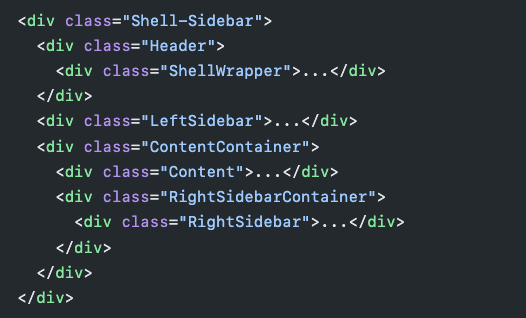 <div class="Shell-Sidebar">
  <div class="Header">
    <div class="ShellWrapper">...</div>
  </div>
  <div class="LeftSidebar">...</div>
  <div class="ContentContainer">
    <div class="Content">...</div>
    <div class="RightSidebarContainer">
      <div class="RightSidebar">...</div>
    </div>
  </div>
</div>